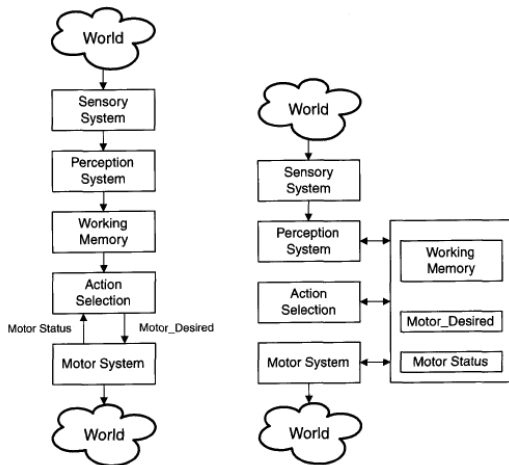 World
Sensory
System
Perception
System
Working
Memory
Action
Selection
Motor Status
Motor_Desired
Motor System
World
World
Sensory
System
Perception
System
Action
Selection
Motor System
World
Working
Memory
Motor_Desired
Motor Status